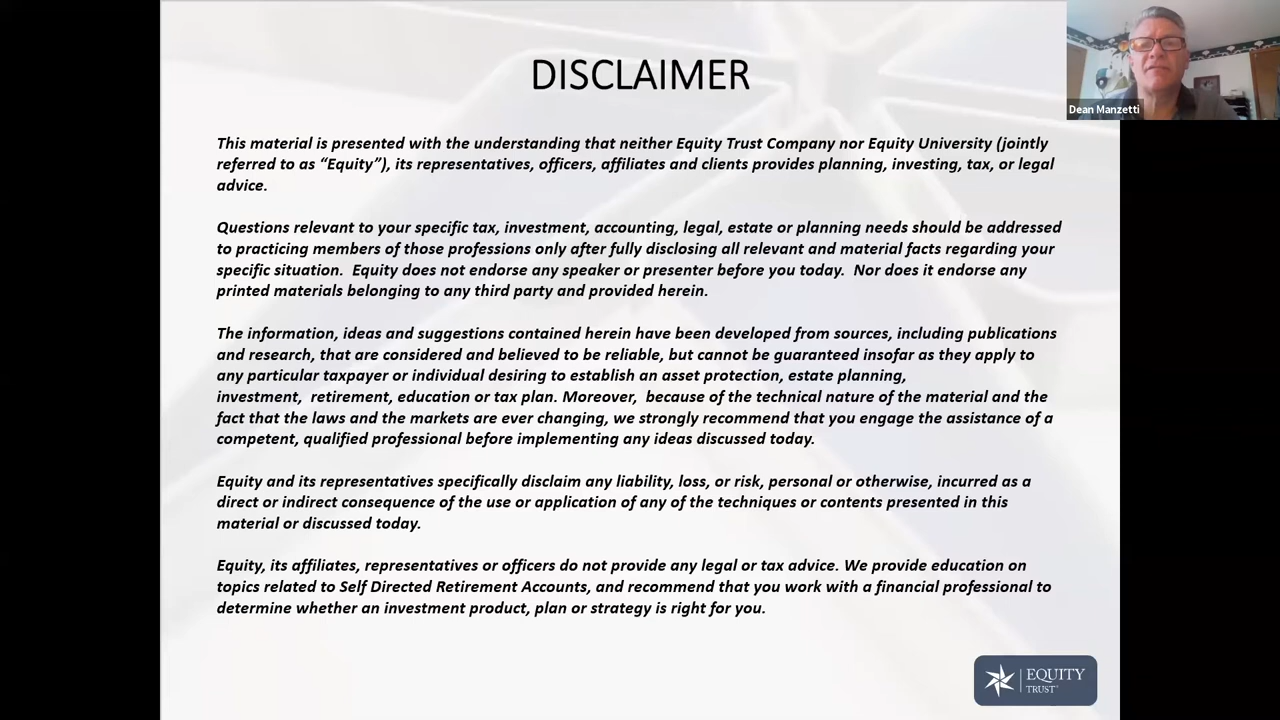 DISCLAIMER
Dean Manzetti
This material is presented with the understanding that neither Equity Trust Company nor Equity University (jointly
referred to as “Equity”), its representatives, officers, affiliates and clients provides planning, investing, tax, or legal
advice.
Questions relevant to your specific tax, investment, accounting, legal, estate or planning needs should be addressed
to practicing members of those professions only after fully disclosing all relevant and material facts regarding your
specific situation.  Equity does not endorse any speaker or presenter before you today.  Nor does it endorse any
printed materials belonging to any third party and provided herein.
The information, ideas and suggestions contained herein have been developed from sources, including publications
and research, that are considered and believed to be reliable, but cannot be guaranteed insofar as they apply to
any particular taxpayer or individual desiring to establish an asset protection, estate planning,
investment,  retirement, education or tax plan. Moreover,  because of the technical nature of the material and the
fact that the laws and the markets are ever changing, we strongly recommend that you engage the assistance of a
competent, qualified professional before implementing any ideas discussed today.
Equity and its representatives specifically disclaim any liability, loss, or risk, personal or otherwise, incurred as a
direct or indirect consequence of the use or application of any of the techniques or contents presented in this
material or discussed today.
Equity, its affiliates, representatives or officers do not provide any legal or tax advice. We provide education on
topics related to Self Directed Retirement Accounts, and recommend that you work with a financial professional to
determine whether an investment product, plan or strategy is right for you.
EQUITY
TRUST